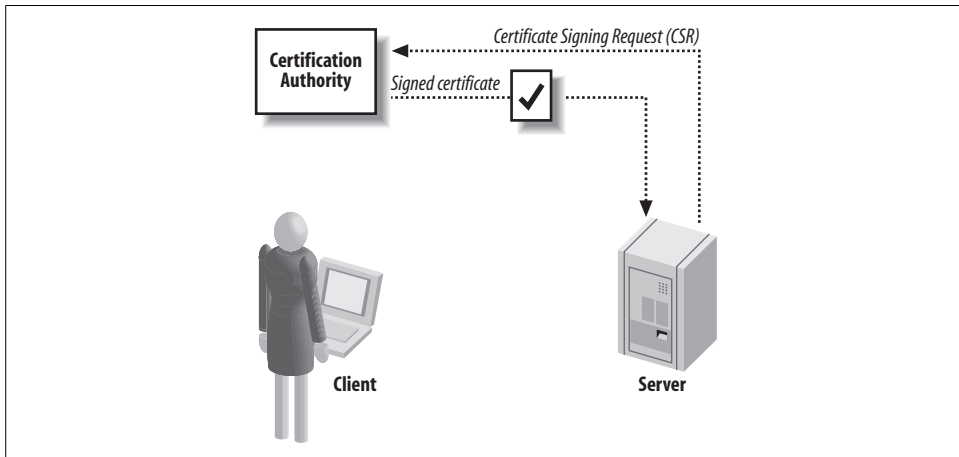 Certificate Signing Request (CSR)
Certification
Authority
Signed certificate
Client
Server